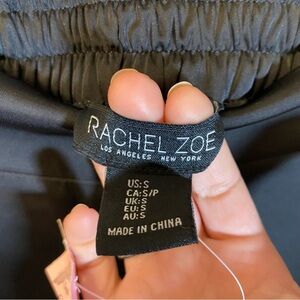 RACHEL ZOE
LOS ANGELES NEW YORK
US:S
CA:S/P
UK:S
EU:S
AU:S
MADE IN CHINA